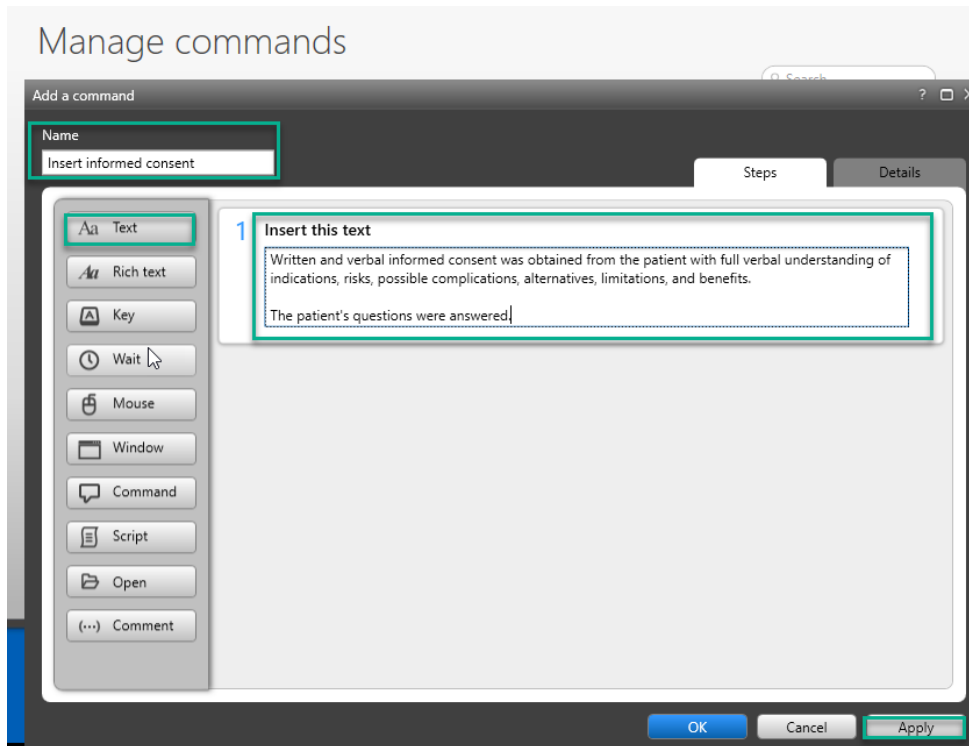 Manage commands
Search
Add a command
?
Name
Insert informed consent
Steps
Details
Aa Text
Aa Rich text
A Key
Wait
Mouse
Window
Command
Script
Open
(···) Comment
1 Insert this text
Written and verbal informed consent was obtained from the patient with full verbal understanding of
indications, risks, possible complications, alternatives, limitations, and benefits.
The patient's questions were answered.
OK
Cancel
Apply